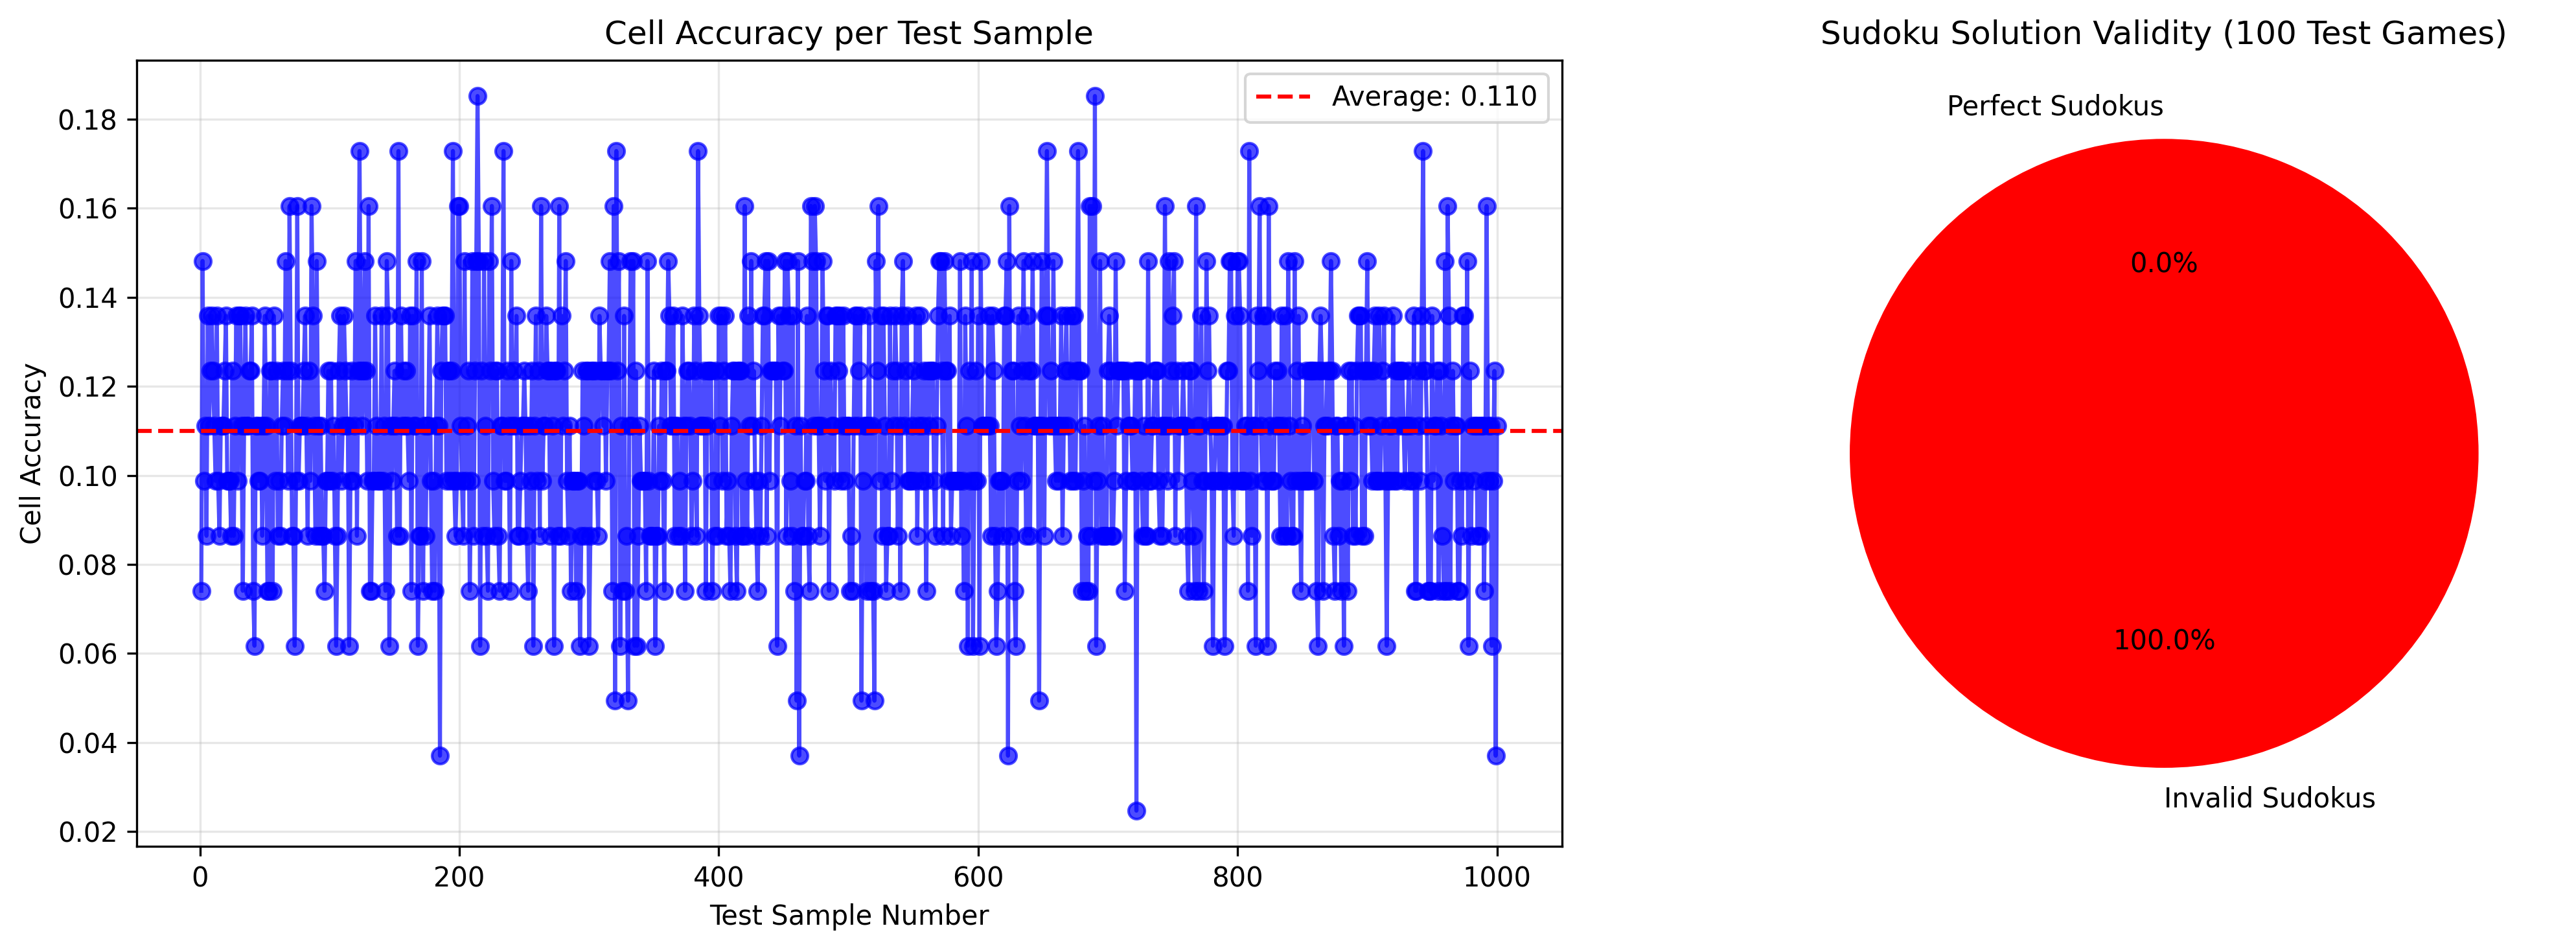 Cell Accuracy per Test Sample
Average: 0.110
0.18
0.16
0.14
0.12
0.10
0.08
0.06
0.04
0.02
Cell Accuracy
0
200
400
600
800
1000
Test Sample Number
Sudoku Solution Validity (100 Test Games)
Perfect Sudokus
0.0%
100.0%
Invalid Sudokus